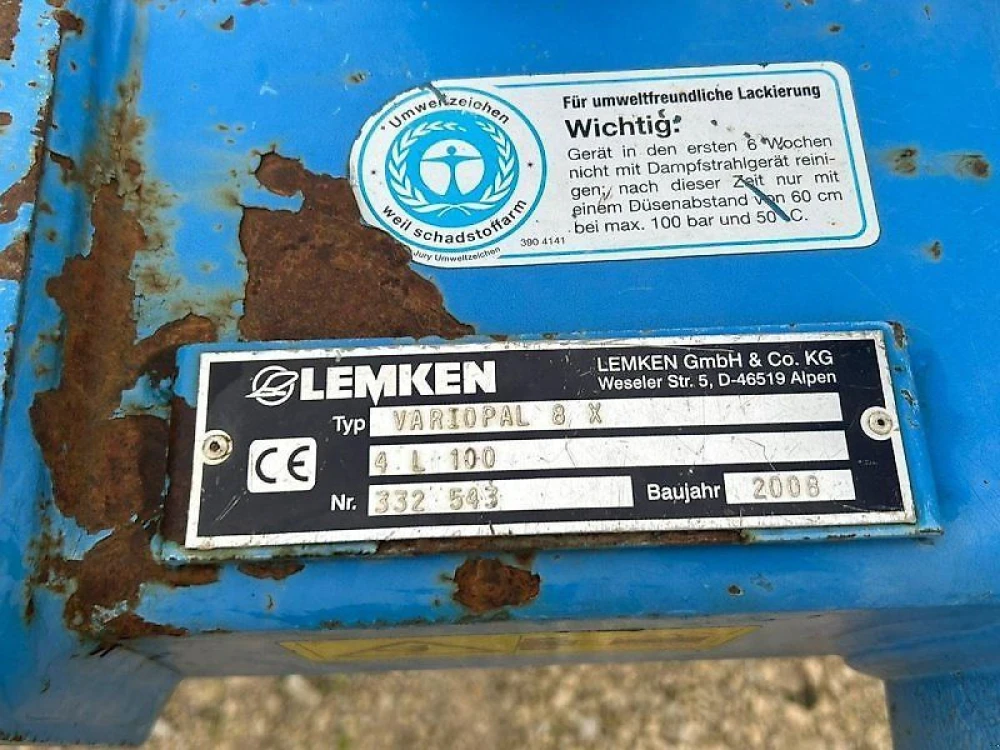 Umweltzeichen
weil schadstoffarm
Jury Umweltzeichen
390 4141
Für umweltfreundliche Lackierung
Wichtig:
Gerät in den ersten 6 Wochen
nicht mit Dampfstrahlgerät reini-
gen; nach dieser Zeit nur mit
einem Düsenabstand von 60 cm
bei max. 100 bar und 50°C.
LEMKEN
LEMKEN GmbH & Co. KG
Weseler Str. 5, D-46519 Alpen
Typ VARIOPAL 8 X
CE
4 L 100
Nr. 332 543 Baujahr 2008